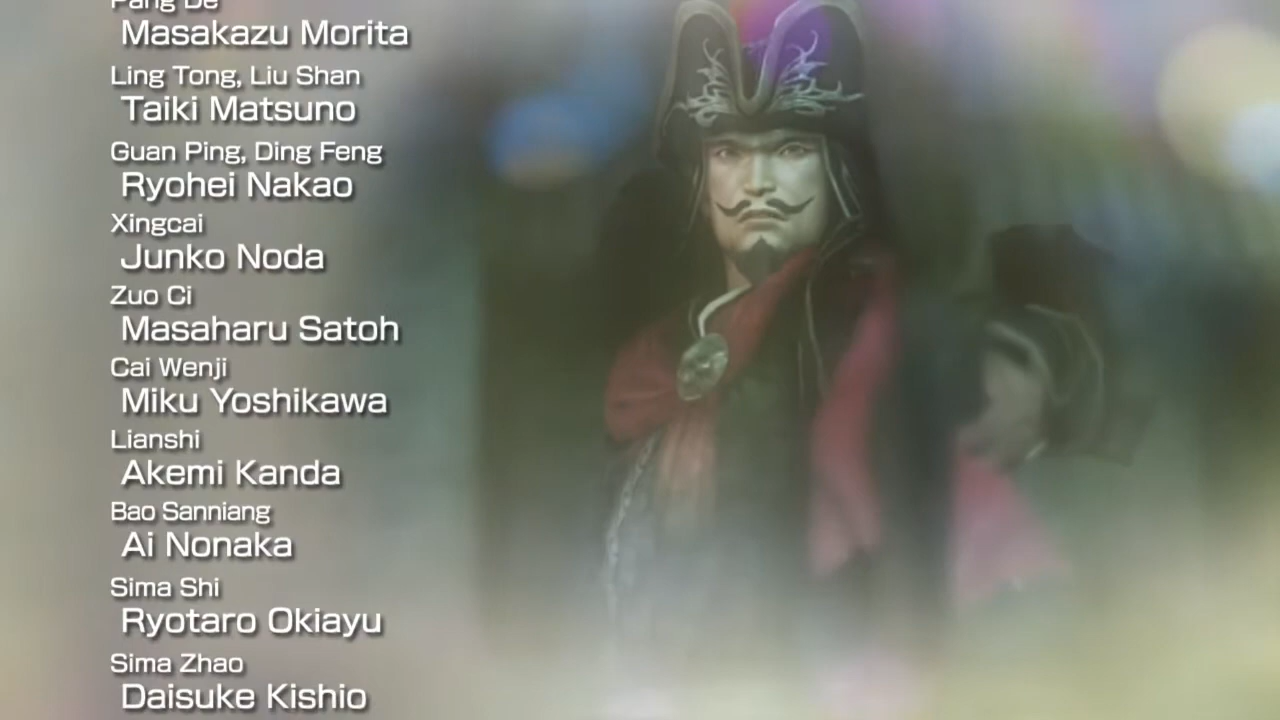 Pang De
Masakazu Morita
Ling Tong, Liu Shan
Taiki Matsuno
Guan Ping, Ding Feng
Ryohei Nakao
Xingcai
Junko Noda
Zuo Ci
Masaharu Satoh
Cai Wenji
Miku Yoshikawa
Lianshi
Akemi Kanda
Bao Sanniang
Ai Nonaka
Sima Shi
Ryotaro Okiayu
Sima Zhao
Daisuke Kishio